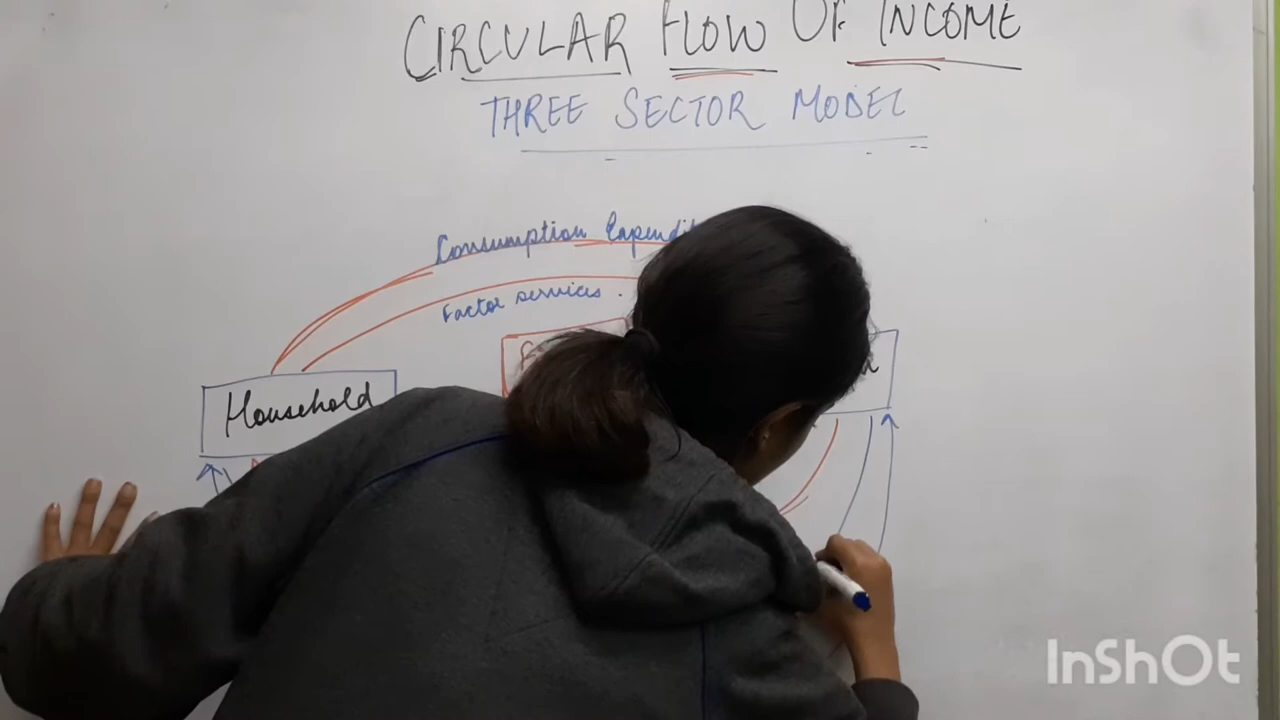 CIRCULAR FLOW OF INCOME
THREE SECTOR MODEL
Consumption
Factor services.
Household
InShOt